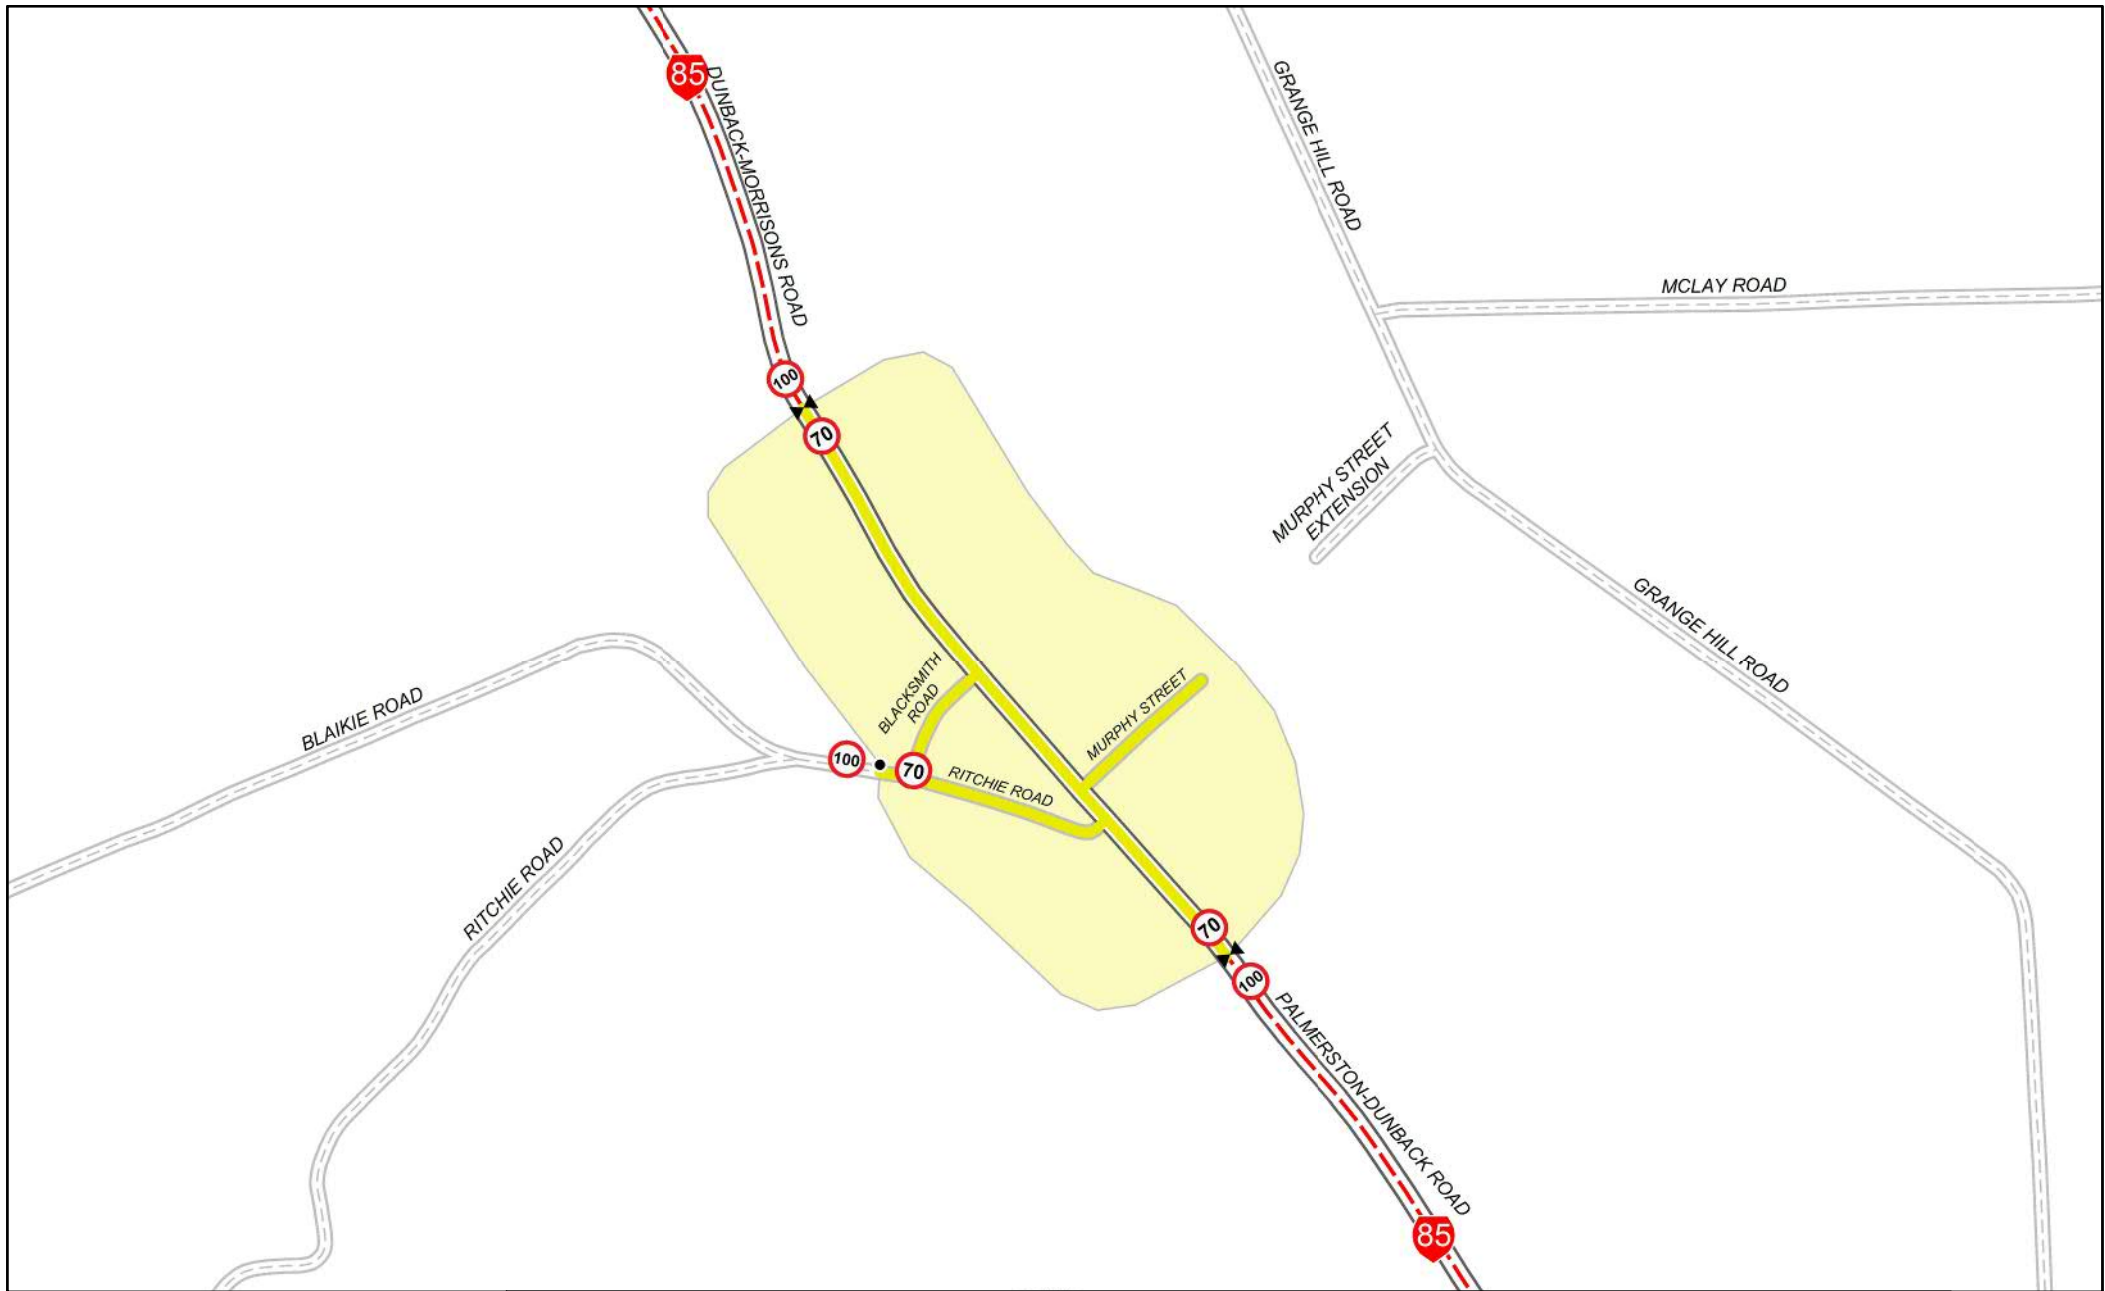 85
DUNBACK-MORRISONS ROAD
GRANGE HILL ROAD
MCLAY ROAD
100
70
MURPHY STREET
EXTENSION
GRANGE HILL ROAD
BLACKSMITH
ROAD
MURPHY STREET
BLAIKIE ROAD
100
70
RITCHIE ROAD
RITCHIE ROAD
70
100
PALMERSTON-DUNBACK ROAD
85